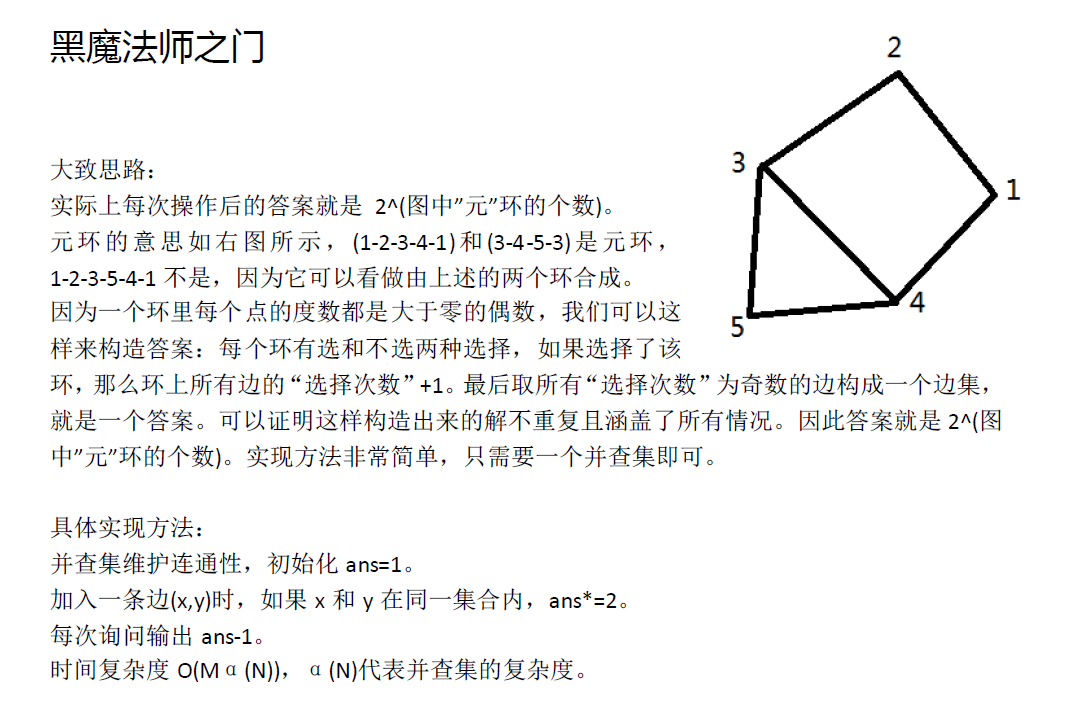 黑魔法师之门
2
3
1
4
5
大致思路：
实际上每次操作后的答案就是 2^(图中"元"环的个数)。
元环的意思如右图所示，(1-2-3-4-1)和(3-4-5-3)是元环，
1-2-3-5-4-1 不是，因为它可以看做由上述的两个环合成。
因为一个环里每个点的度数都是大于零的偶数，我们可以这
样来构造答案：每个环有选和不选两种选择，如果选择了该
环，那么环上所有边的“选择次数”+1。最后取所有“选择次数”为奇数的边构成一个边集，
就是一个答案。可以证明这样构造出来的解不重复且涵盖了所有情况。因此答案就是 2^(图
中"元"环的个数)。实现方法非常简单，只需要一个并查集即可。
具体实现方法：
并查集维护连通性，初始化 ans=1。
加入一条边(x,y)时，如果 x 和 y 在同一集合内，ans*=2。
每次询问输出 ans-1。
时间复杂度 O(Mα(N))，α(N)代表并查集的复杂度。